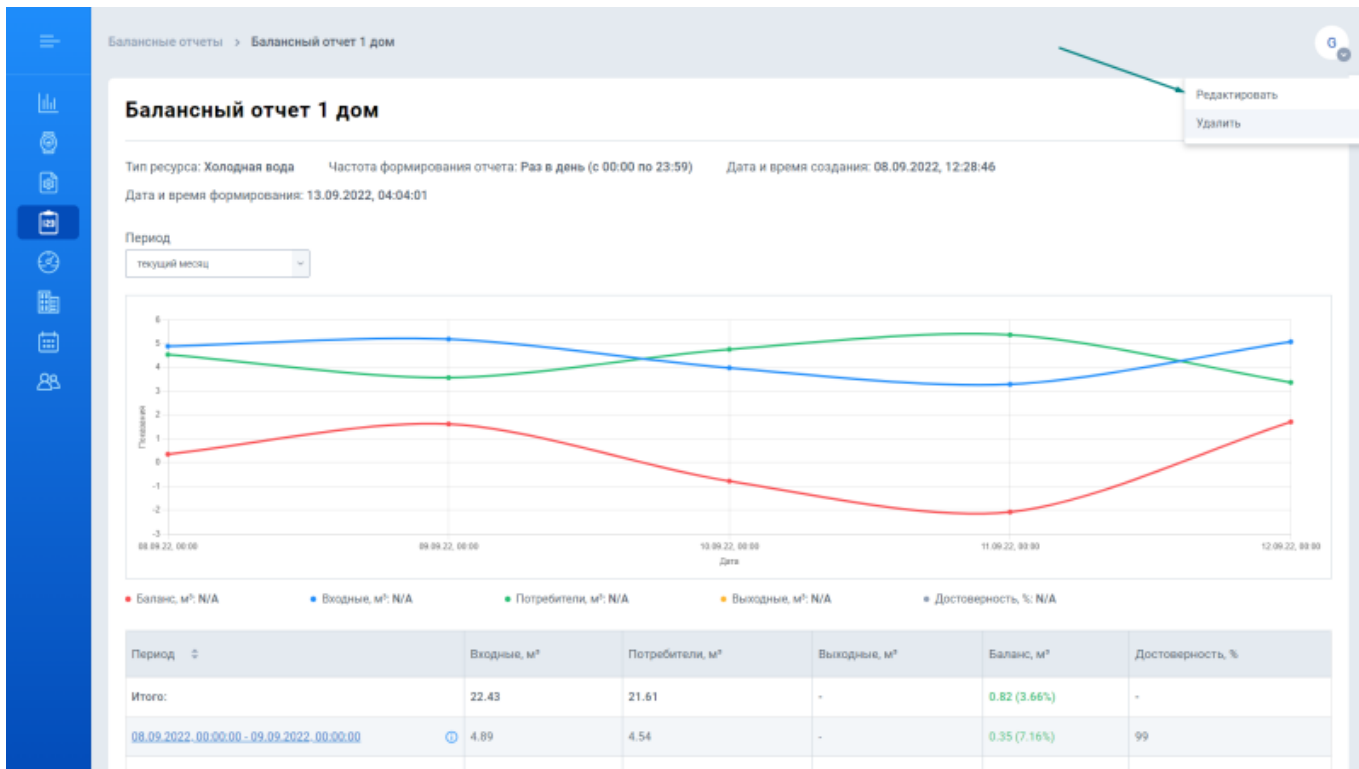 Балансные отчеты > Балансный отчет 1 дом
G
Редактировать
Удалить
Балансный отчет 1 дом
Тип ресурса: Холодная вода Частота формирования отчета: Раз в день (с 00:00 по 23:59) Дата и время создания: 08.09.2022, 12:28:46
Дата и время формирования: 13.09.2022, 04:04:01
123
Период
текущий месяц
6
5
4
3
2
1
0
-1
-2
-3
Показания
08.09.22, 00:00 09.09.22, 00:00 10.09.22, 00:00 11.09.22, 00:00 12.09.22, 00:00
Дата
Баланс, м³: N/A Входные, м³: N/A Потребители, м³: N/A Выходные, м³: N/A Достоверность, %: N/A
Период Входные, м³ Потребители, м³ Выходные, м³ Баланс, м³ Достоверность, %
Итого: 22.43 21.61 - 0.82 (3.66%) -
08.09.2022, 00:00:00 - 09.09.2022, 00:00:00 4.89 4.54 - 0.35 (7.16%) 99